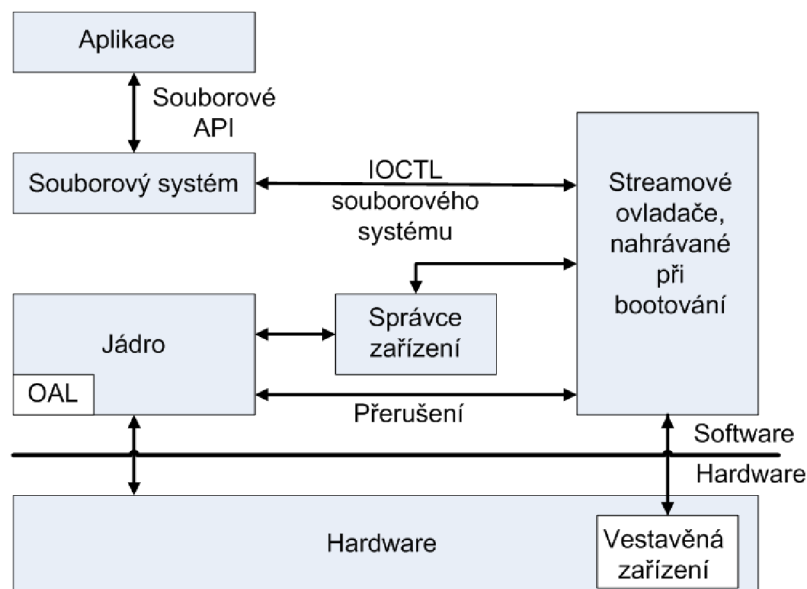 Aplikace
Souborové
API
Souborový systém
IOCTL
souborového
systému
Streamové
ovladače,
nahrávané
při
bootování
Jádro
OAL
Správce
zařízení
Přerušení
Software
Hardware
Hardware
Vestavěná
zařízení